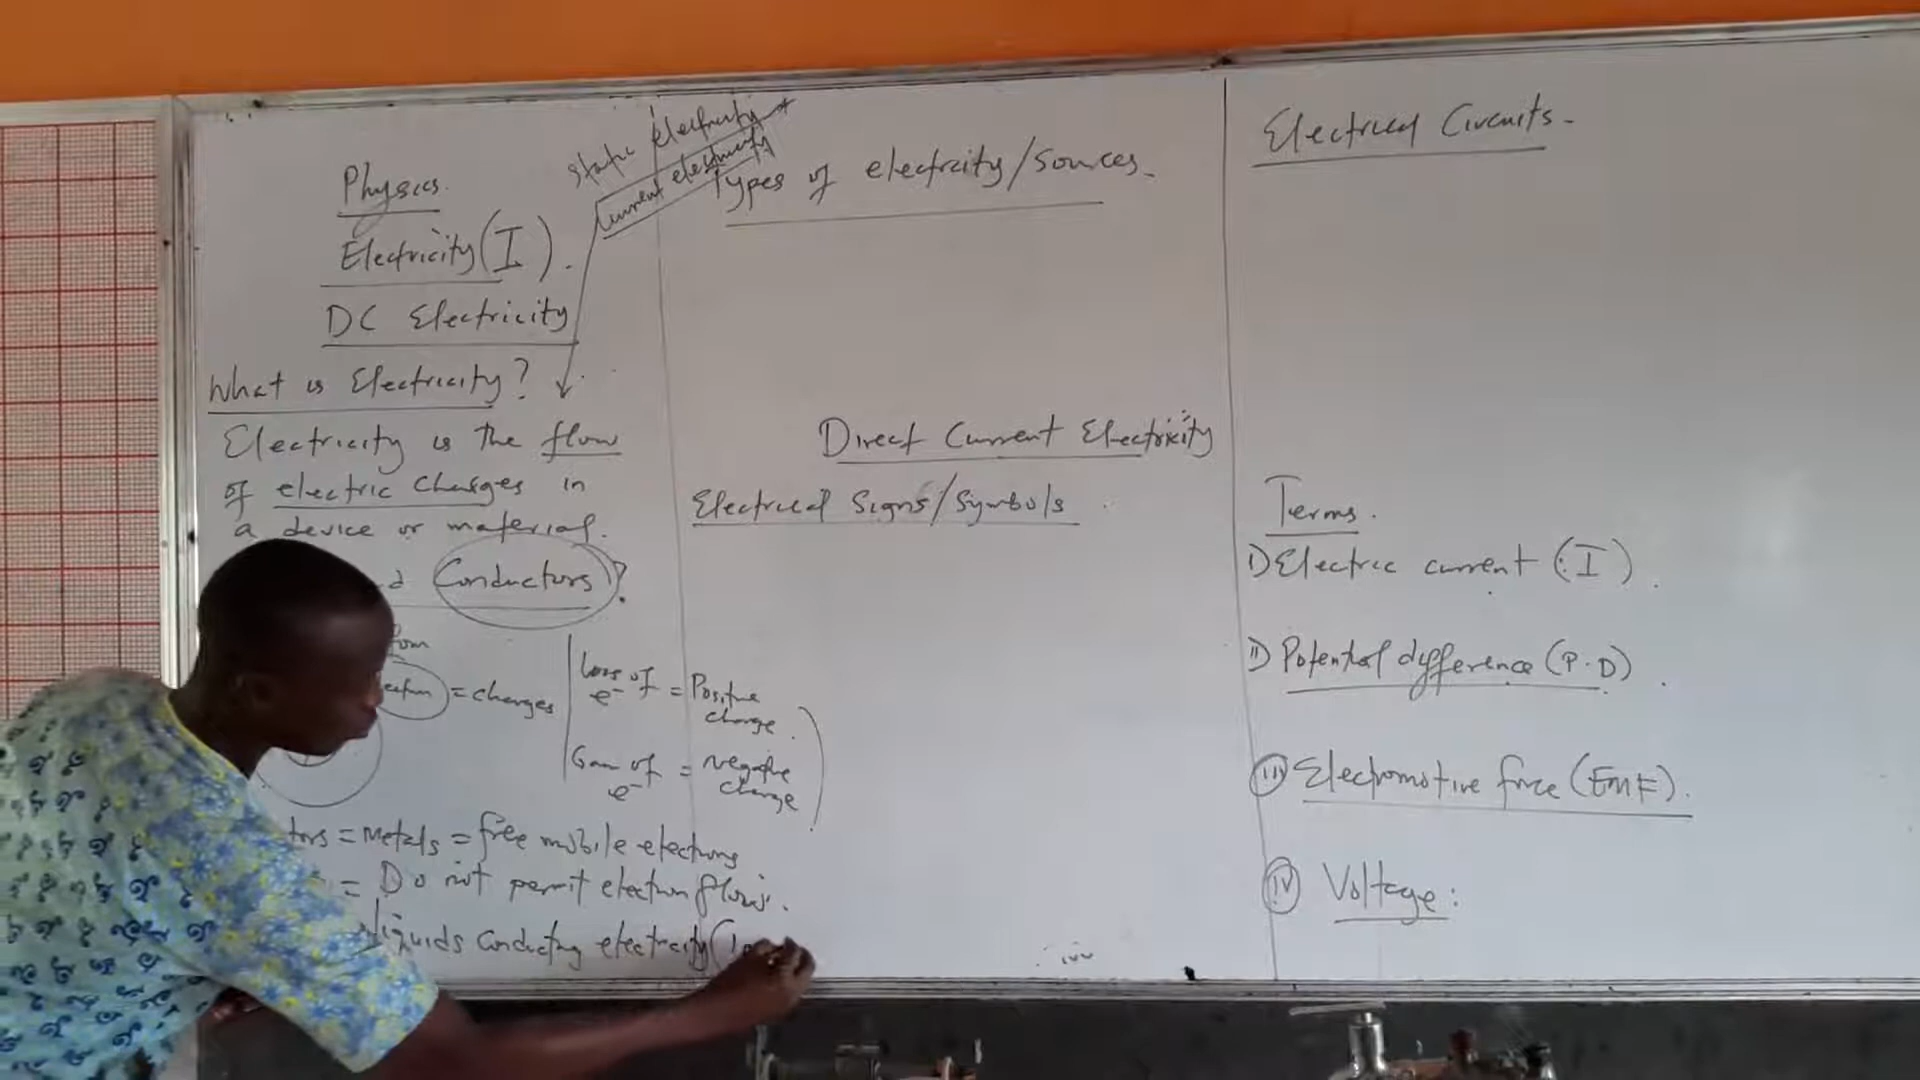 Physics.
Electricity (I).
DC Electricity
What is Electricity?
Electricity is the flow
of electric charges in
a device or material.
Conductors?
= charges
Loss of e⁻ = Positive charge
Gain of e⁻ = negative charge
= metals = free mobile electrons
= Do not permit electron flows.
liquids conducting electricity (
static electricity
current electricity
Types of electrcity/sources.
Direct Current Electricity
Electrical Signs/Symbols
Electrical Circuits.
Terms.
I) Electric current (I).
II) Potential difference (P.D).
III) Electromotive force (EMF).
IV) Voltage: